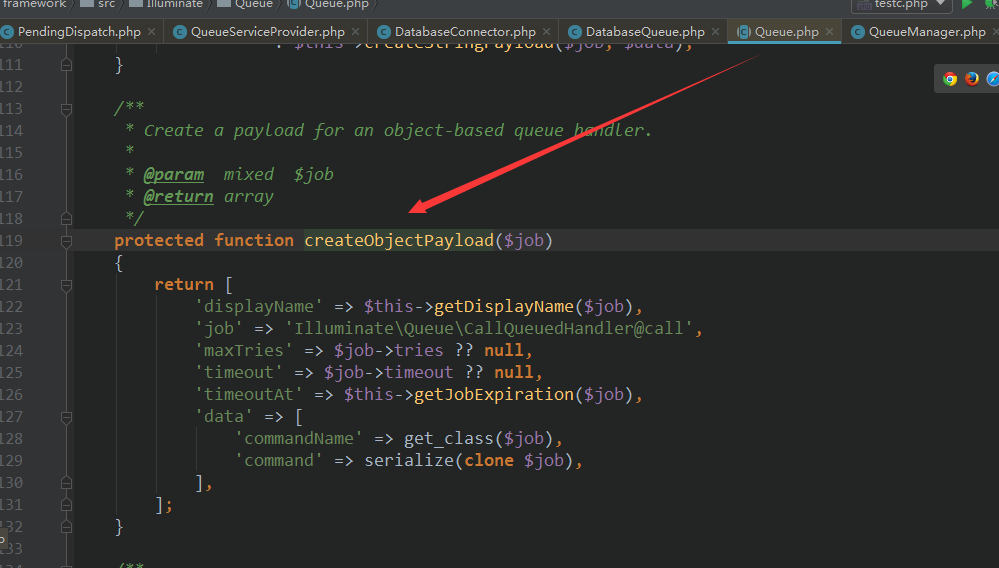 framework src Illuminate Queue Queue.php testc.php
PendingDispatch.php × QueueServiceProvider.php × DatabaseConnector.php × DatabaseQueue.php × Queue.php × QueueManager.php ×
110 : $this->createStringPayload($job, $data);
111 }
112
113 /**
114 * Create a payload for an object-based queue handler.
115 *
116 * @param mixed $job
117 * @return array
118 */
119 protected function createObjectPayload($job)
120 {
121 return [
122 'displayName' => $this->getDisplayName($job),
123 'job' => 'Illuminate\Queue\CallQueuedHandler@call',
124 'maxTries' => $job->tries ?? null,
125 'timeout' => $job->timeout ?? null,
126 'timeoutAt' => $this->getJobExpiration($job),
127 'data' => [
128 'commandName' => get_class($job),
129 'command' => serialize(clone $job),
130 ],
131 ];
132 }
133
/**